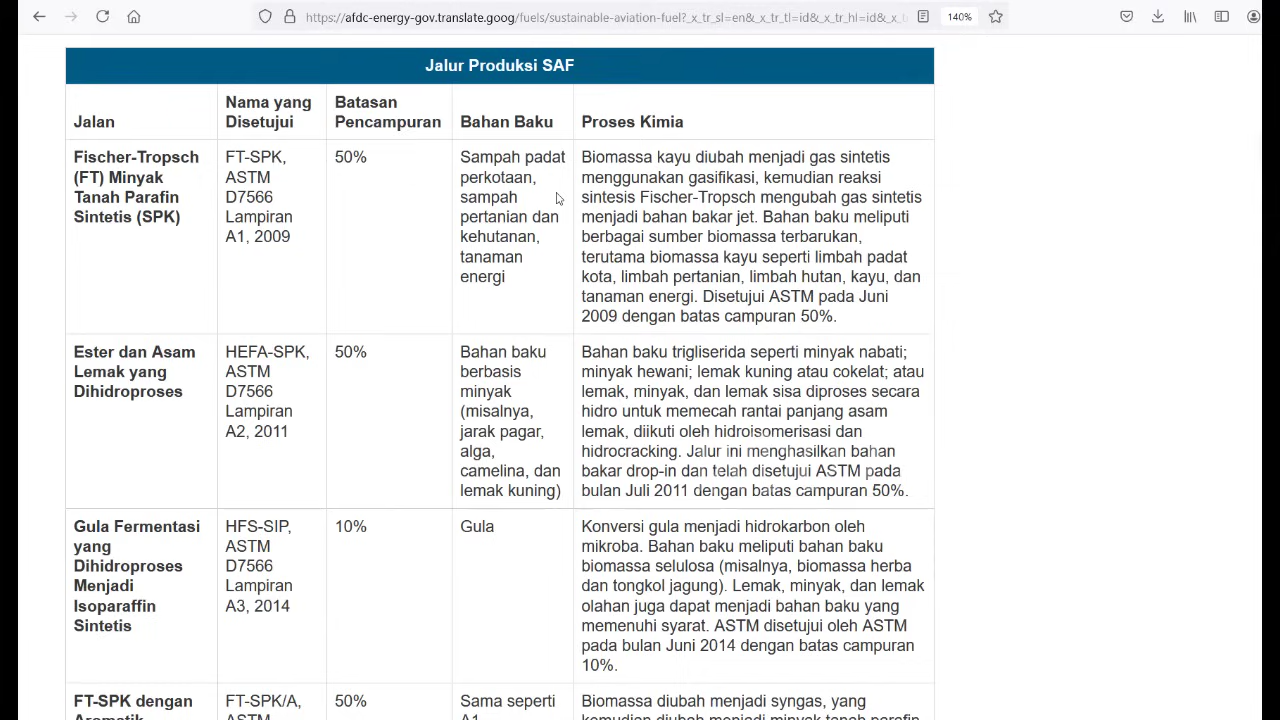 https://afdc-energy-gov.translate.goog/fuels/sustainable-aviation-fuel?_x_tr_sl=en&_x_tr_tl=id&_x_tr_hl=id&_x_
140%
Jalur Produksi SAF
Jalan
Nama yang
Disetujui
Batasan
Pencampuran
Bahan Baku
Proses Kimia
Fischer-Tropsch
(FT) Minyak
Tanah Parafin
Sintetis (SPK)
FT-SPK,
ASTM
D7566
Lampiran
A1, 2009
50%
Sampah padat
perkotaan,
sampah
pertanian dan
kehutanan,
tanaman
energi
Biomassa kayu diubah menjadi gas sintetis
menggunakan gasifikasi, kemudian reaksi
sintesis Fischer-Tropsch mengubah gas sintetis
menjadi bahan bakar jet. Bahan baku meliputi
berbagai sumber biomassa terbarukan,
terutama biomassa kayu seperti limbah padat
kota, limbah pertanian, limbah hutan, kayu, dan
tanaman energi. Disetujui ASTM pada Juni
2009 dengan batas campuran 50%.
Ester dan Asam
Lemak yang
Dihidroproses
HEFA-SPK,
ASTM
D7566
Lampiran
A2, 2011
50%
Bahan baku
berbasis
minyak
(misalnya,
jarak pagar,
alga,
camelina, dan
lemak kuning)
Bahan baku trigliserida seperti minyak nabati;
minyak hewani; lemak kuning atau cokelat; atau
lemak, minyak, dan lemak sisa diproses secara
hidro untuk memecah rantai panjang asam
lemak, diikuti oleh hidroisomerisasi dan
hidrocracking. Jalur ini menghasilkan bahan
bakar drop-in dan telah disetujui ASTM pada
bulan Juli 2011 dengan batas campuran 50%.
Gula Fermentasi
yang
Dihidroproses
Menjadi
Isoparaffin
Sintetis
HFS-SIP,
ASTM
D7566
Lampiran
A3, 2014
10%
Gula
Konversi gula menjadi hidrokarbon oleh
mikroba. Bahan baku meliputi bahan baku
biomassa selulosa (misalnya, biomassa herba
dan tongkol jagung). Lemak, minyak, dan lemak
olahan juga dapat menjadi bahan baku yang
memenuhi syarat. ASTM disetujui oleh ASTM
pada bulan Juni 2014 dengan batas campuran
10%.
FT-SPK dengan
Aromatik
FT-SPK/A,
ASTM
50%
Sama seperti
A1
Biomassa diubah menjadi syngas, yang
kemudian diubah menjadi minyak tanah parafin